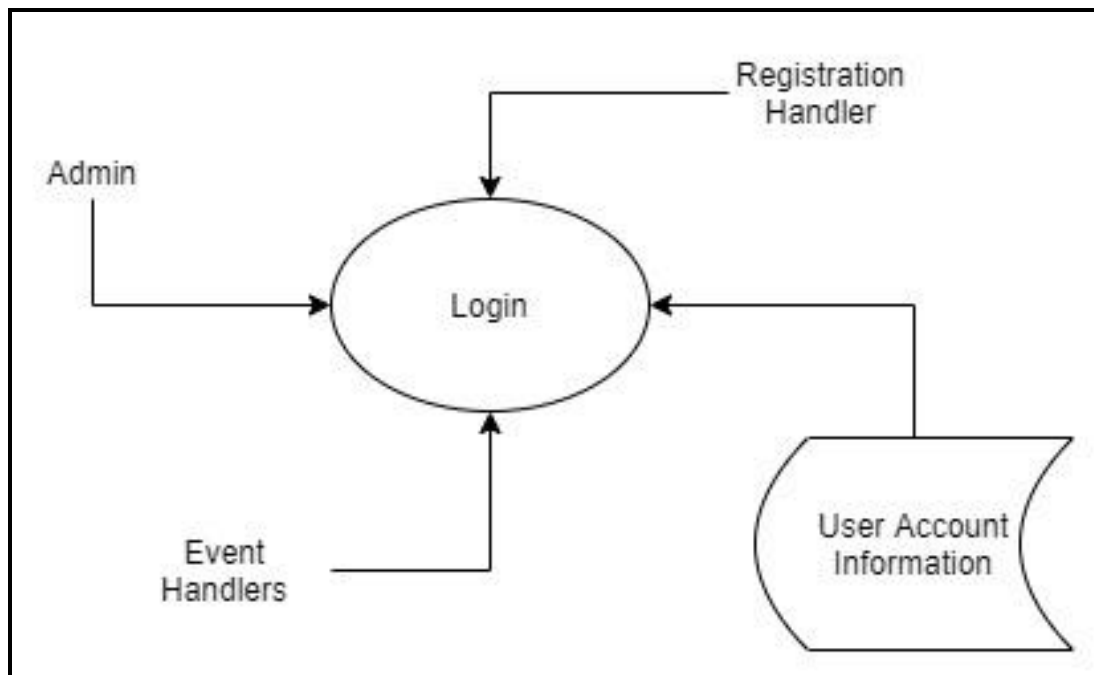 Registration
Handler
Admin
Login
Event
Handlers
User Account
Information